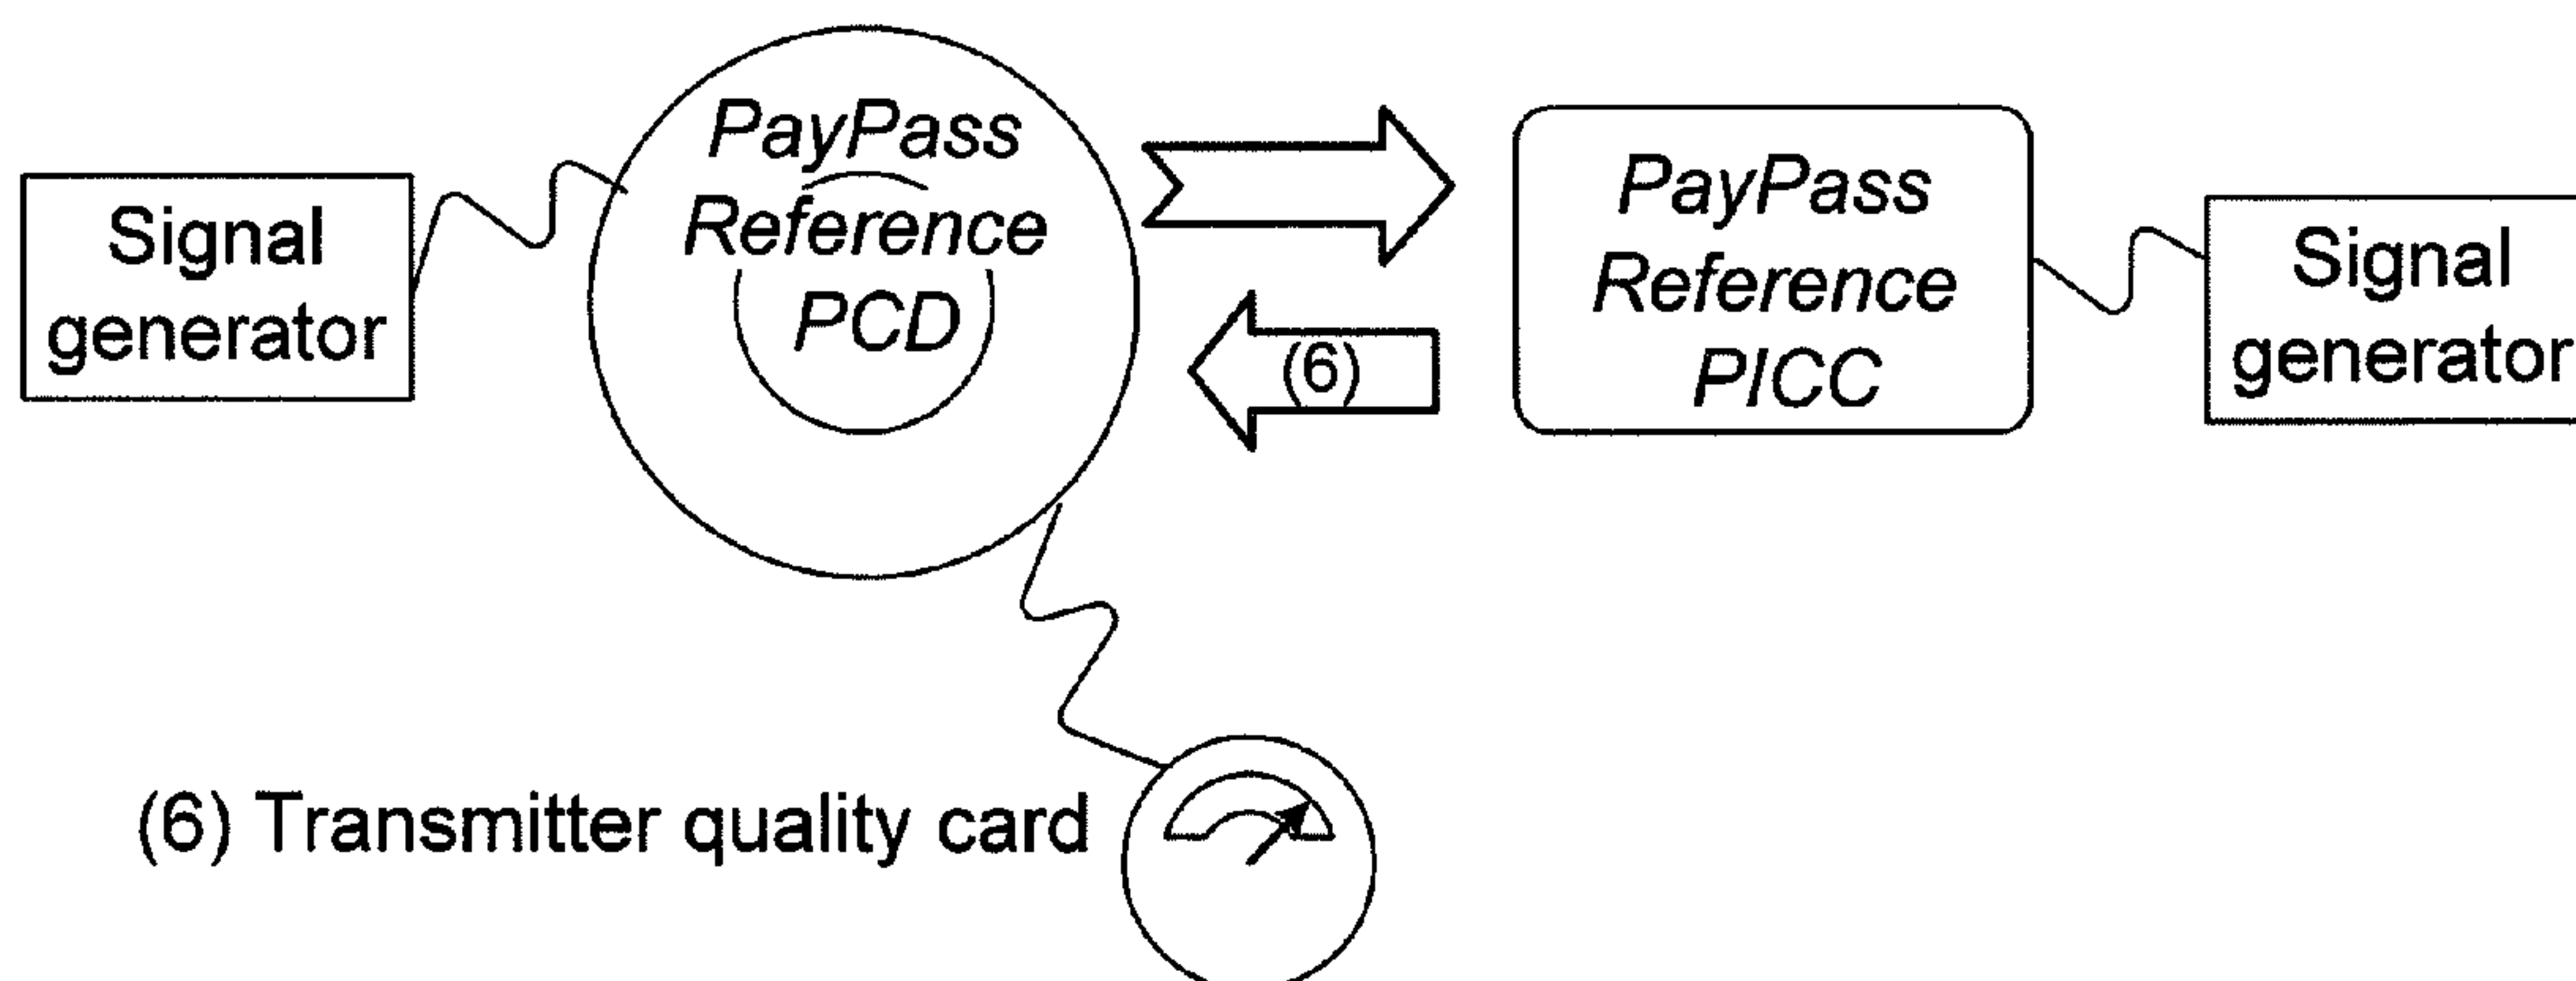 Signal
generator
PayPass
Reference
PCD
(6)
PayPass
Reference
PICC
Signal
generator
(6) Transmitter quality card